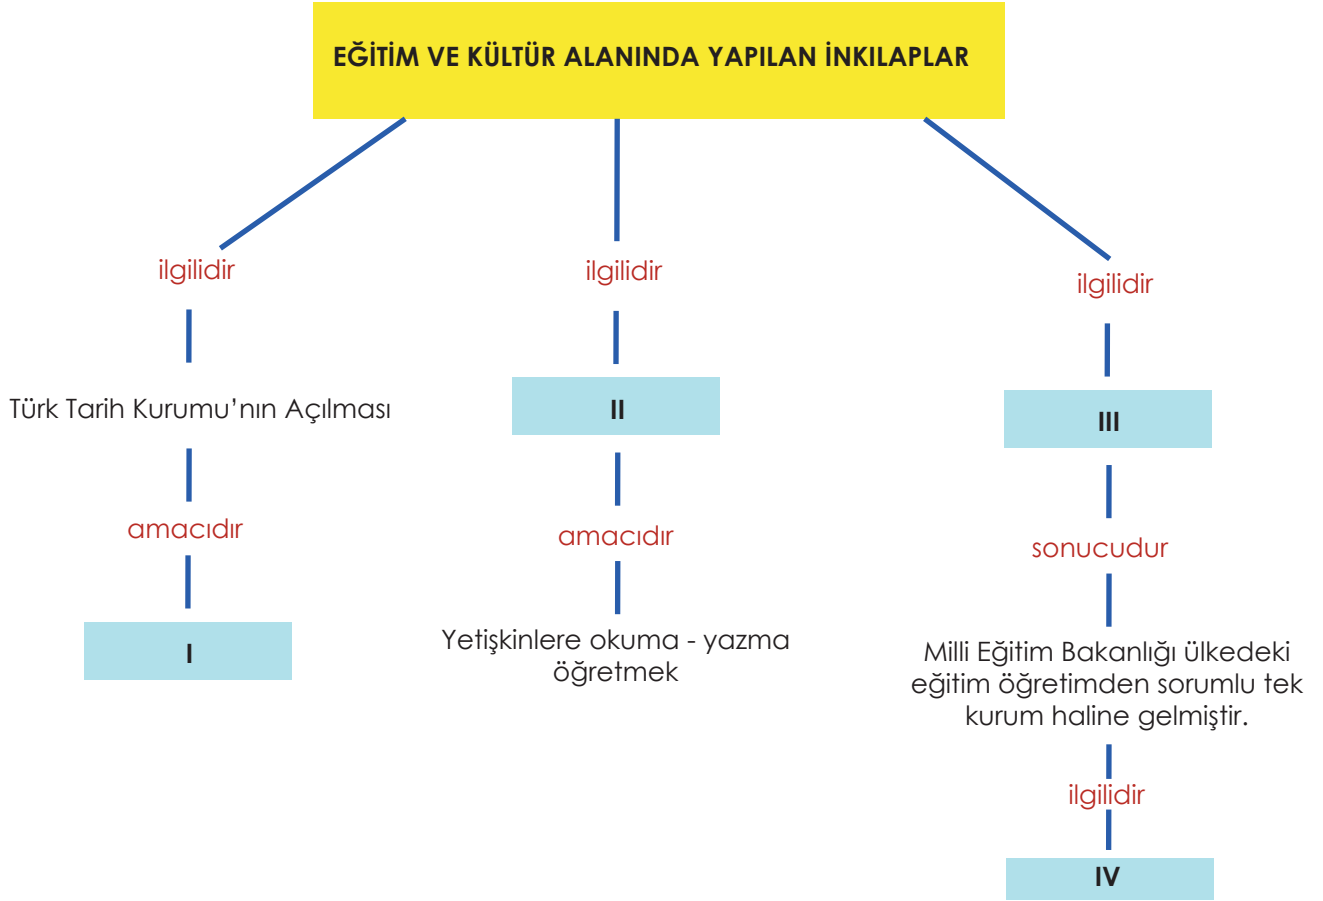 EĞİTİM VE KÜLTÜR ALANINDA YAPILAN İNKILAPLAR
ilgilidir
Türk Tarih Kurumu’nın Açılması
amacıdır
I
ilgilidir
II
amacıdır
Yetişkinlere okuma - yazma
öğretmek
ilgilidir
III
sonucudur
Milli Eğitim Bakanlığı ülkedeki
eğitim öğretimden sorumlu tek
kurum haline gelmiştir.
ilgilidir
IV